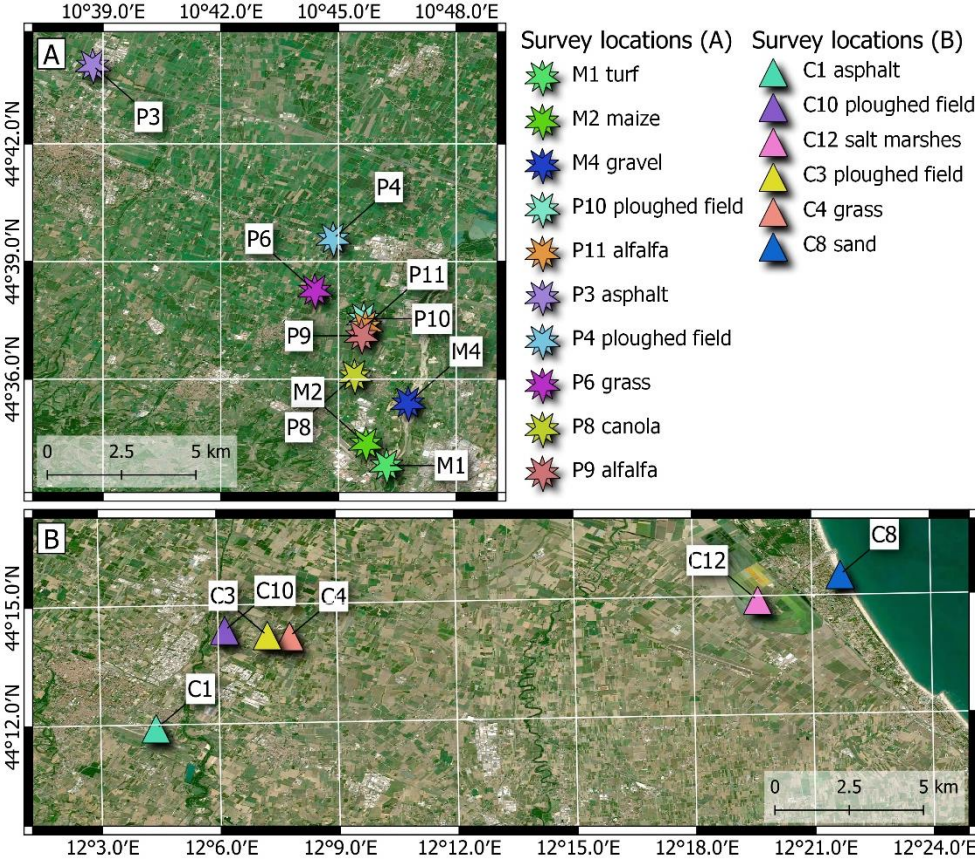 10°39.0'E 10°42.0'E 10°45.0'E 10°48.0'E
A
P3
44°42.0'N
P4
P6
44°39.0'N
P11
P10
P9
M4
44°36.0'N
M2
P8
M1
0 2.5 5 km
Survey locations (A)
M1 turf
M2 maize
M4 gravel
P10 ploughed field
P11 alfalfa
P3 asphalt
P4 ploughed field
P6 grass
P8 canola
P9 alfalfa
Survey locations (B)
C1 asphalt
C10 ploughed field
C12 salt marshes
C3 ploughed field
C4 grass
C8 sand
B
C8
C12
C3 C10 C4
44°15.0'N
C1
44°12.0'N
0 2.5 5 km
12°3.0'E 12°6.0'E 12°9.0'E 12°12.0'E 12°15.0'E 12°18.0'E 12°21.0'E 12°24.0'E